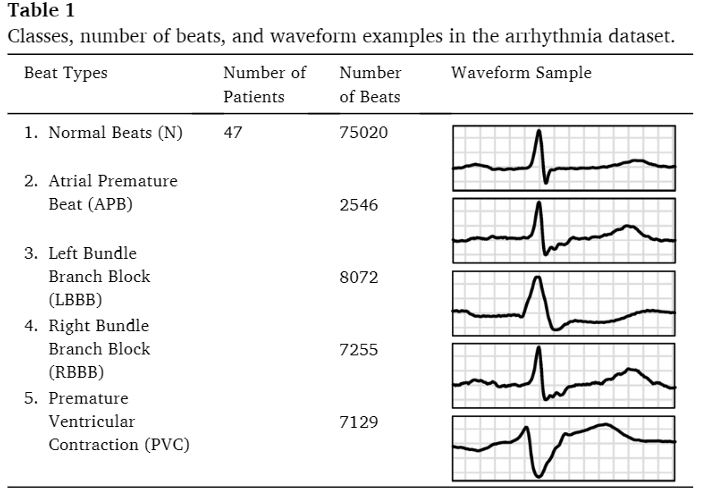 Table 1
Classes, number of beats, and waveform examples in the arrhythmia dataset.
Beat Types Number of Patients Number of Beats Waveform Sample
1. Normal Beats (N) 47 75020
2. Atrial Premature
Beat (APB) 2546
3. Left Bundle
Branch Block 8072
(LBBB)
4. Right Bundle
Branch Block 7255
(RBBB)
5. Premature
Ventricular 7129
Contraction (PVC)